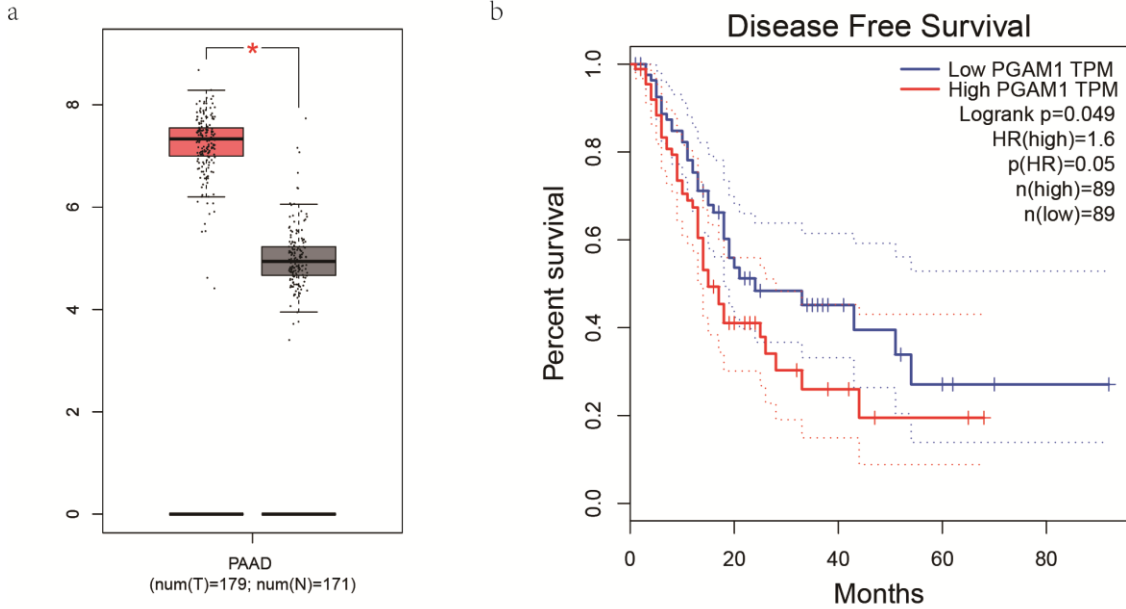 a
*
8
6
4
2
0
PAAD
(num(T)=179; num(N)=171)
b
Disease Free Survival
Low PGAM1 TPM
High PGAM1 TPM
Logrank p=0.049
HR(high)=1.6
p(HR)=0.05
n(high)=89
n(low)=89
Percent survival
1.0
0.8
0.6
0.4
0.2
0.0
0 20 40 60 80
Months